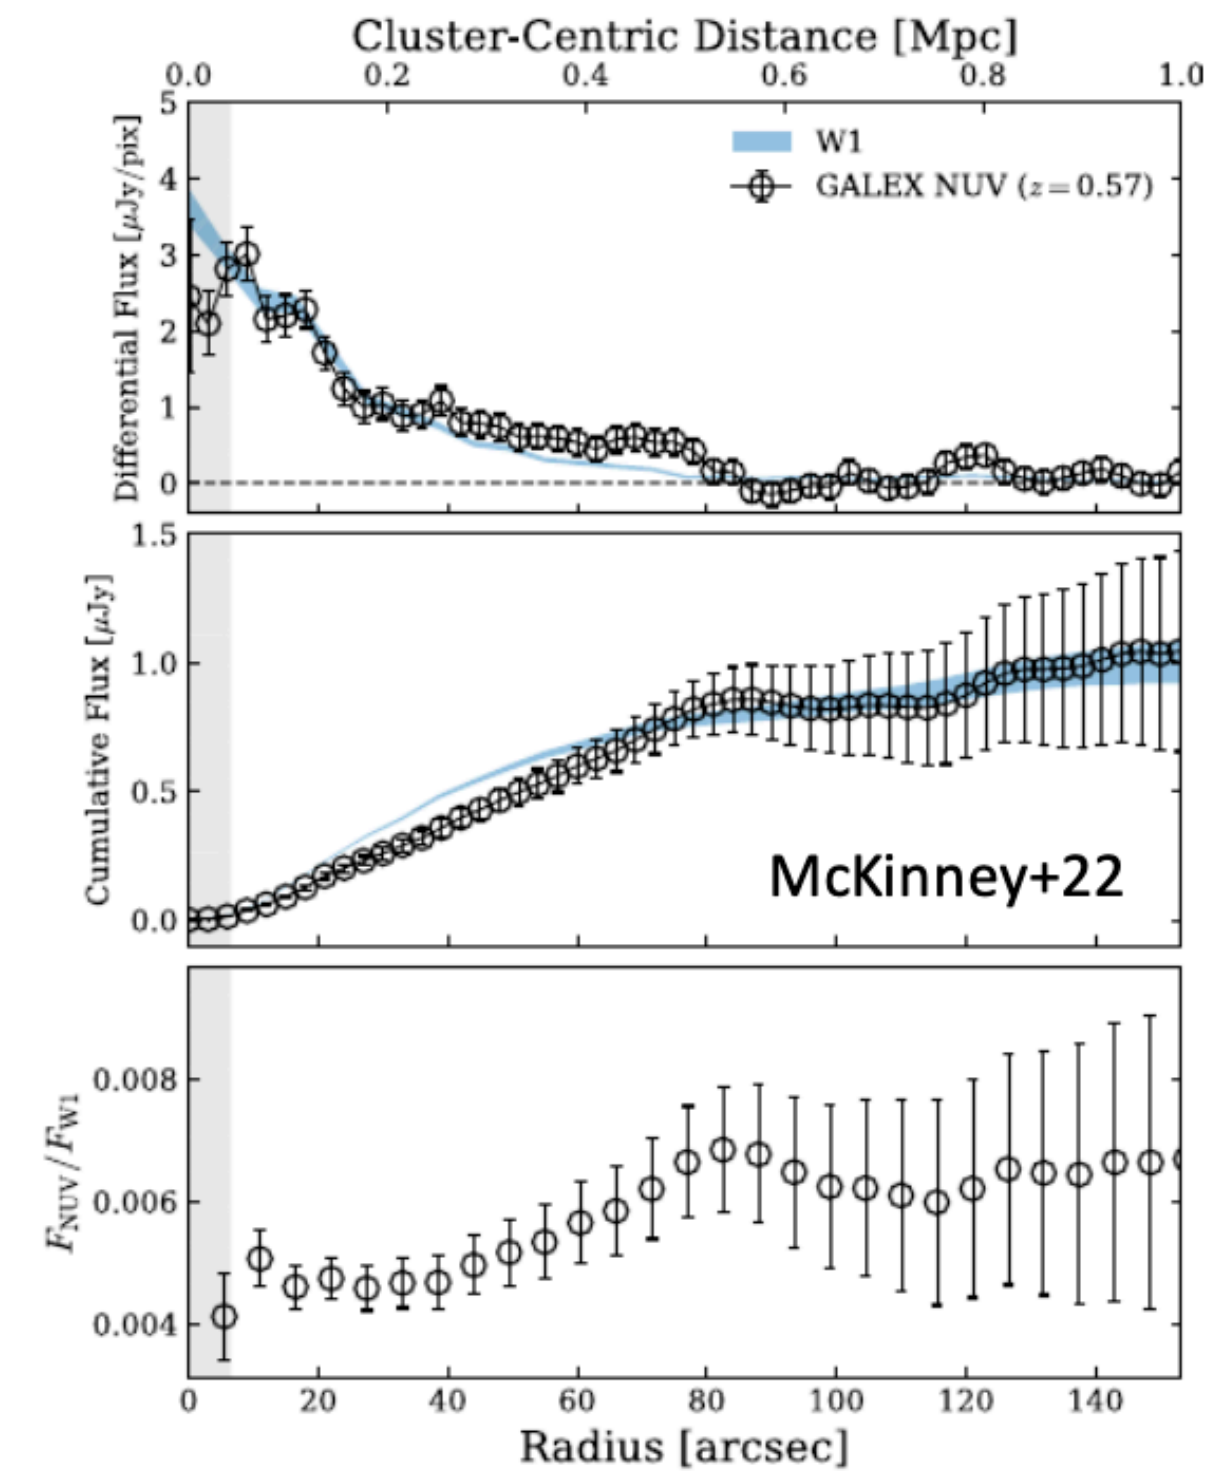 Cluster-Centric Distance [Mpc]
0.0 0.2 0.4 0.6 0.8 1.0
Differential Flux [μJy/pix]
5
4
3
2
1
0
W1
GALEX NUV (z = 0.57)
Cumulative Flux [μJy]
1.5
1.0
0.5
0.0
McKinney+22
F_NUV/F_W1
0.008
0.006
0.004
0 20 40 60 80 100 120 140
Radius [arcsec]